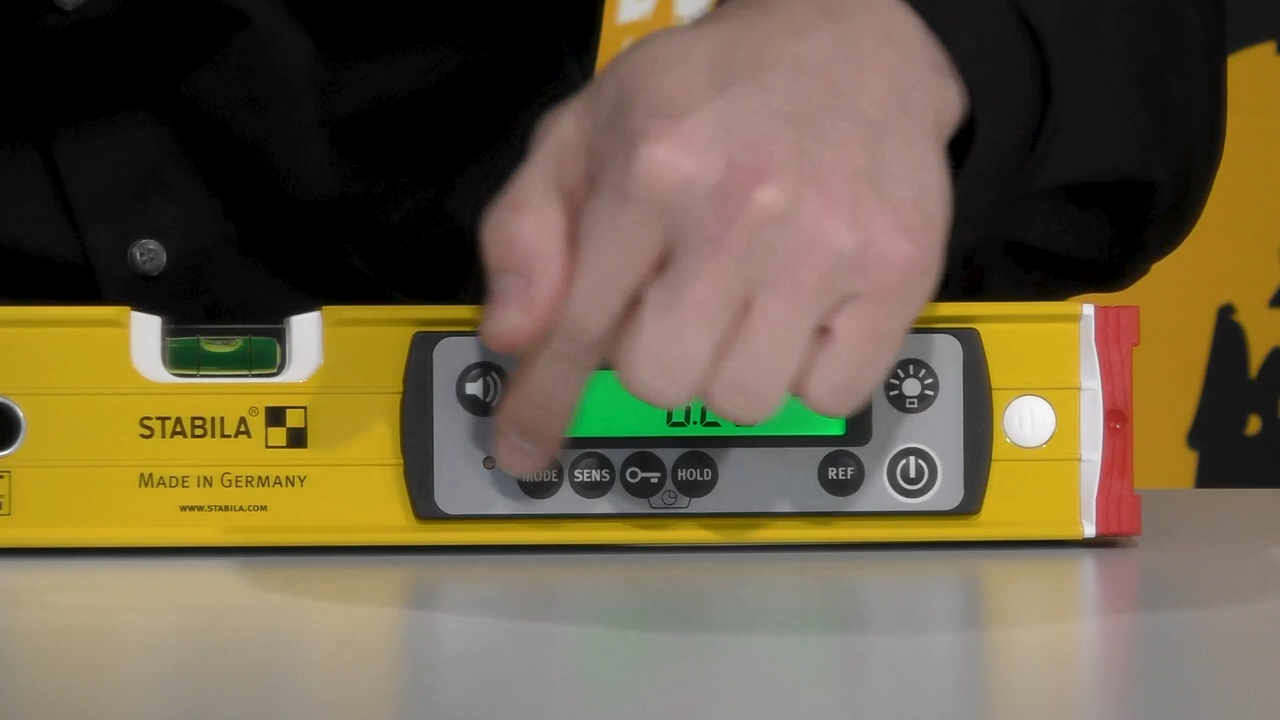 STABILA®
MADE IN GERMANY
WWW.STABILA.COM
MODE SENS HOLD REF